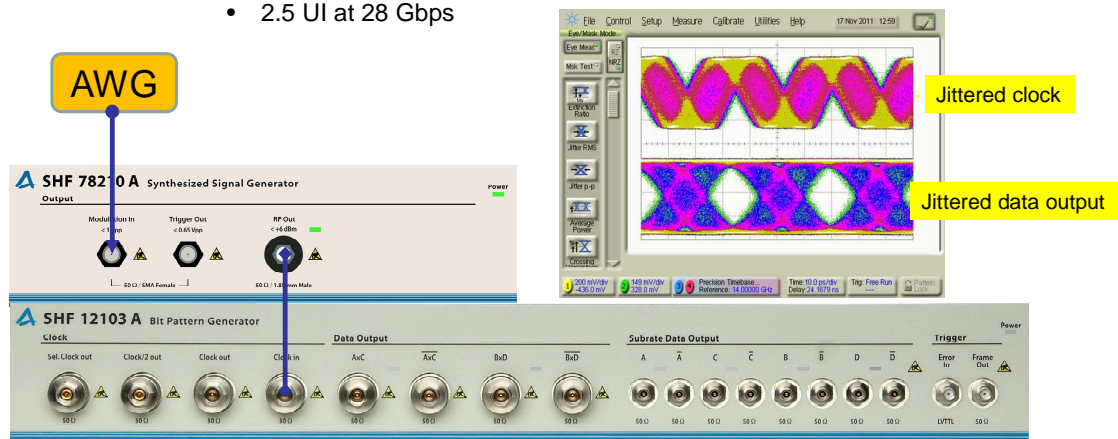 • 2.5 UI at 28 Gbps
File Control Setup Measure Calibrate Utilities Help 17 Nov 2011 12:59
Eye/Mask Mode
Eye Meas
RZ
NRZ
Msk Test
Extinction
Ratio
Jitter RMS
Jitter p-p
Average
Power
Crossing
1 200 mV/div
-436.0 mV
2 149 mV/div
328.0 mV
3 4 Precision Timebase...
Reference: 14.00000 GHz
Time:10.0 ps/div
Delay:24.1679 ns
Trig: Free Run
---
Pattern
Lock
Jittered clock
Jittered data output
AWG
SHF 78210 A Synthesized Signal Generator
Power
Output
Modulation In Trigger Out RF Out
< 0.65 Vpp < +6 dBm
50 Ω / SMA Female 50 Ω / 1.85 mm Male
SHF 12103 A Bit Pattern Generator
Power
Clock Data Output Subrate Data Output Trigger
Sel. Clock out Clock/2 out Clock out Clock in AxC AxC BxD BxD A A C C B B D D Error In Frame Out
50 Ω 50 Ω 50 Ω 50 Ω 50 Ω 50 Ω 50 Ω 50 Ω 50 Ω 50 Ω 50 Ω 50 Ω 50 Ω 50 Ω 50 Ω 50 Ω LVTTL 50 Ω